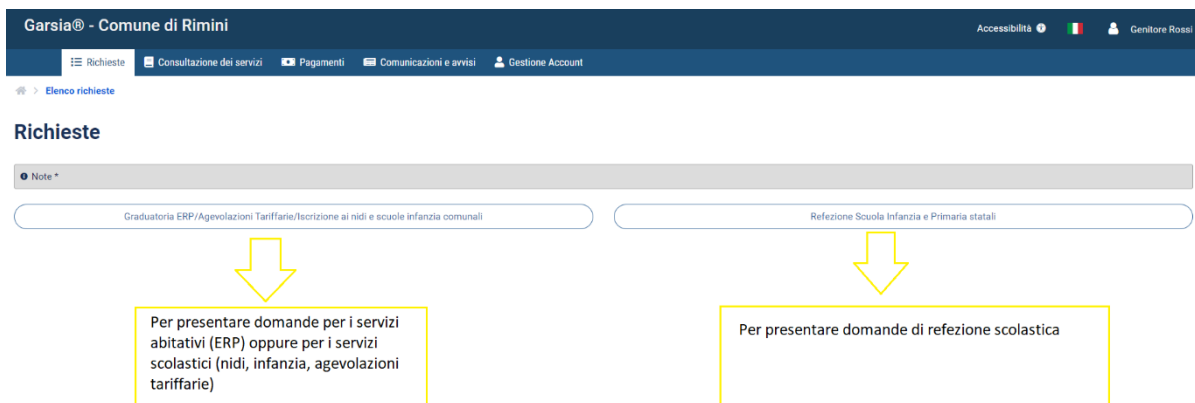 Garsia® - Comune di Rimini
Accessibilità
Genitore Rossi
Richieste
Consultazione dei servizi
Pagamenti
Comunicazioni e avvisi
Gestione Account
> Elenco richieste
Richieste
Note *
Graduatoria ERP/Agevolazioni Tariffarie/Iscrizione ai nidi e scuole infanzia comunali
Refezione Scuola Infanzia e Primaria statali
Per presentare domande per i servizi
abitativi (ERP) oppure per i servizi
scolastici (nidi, infanzia, agevolazioni
tariffarie)
Per presentare domande di refezione scolastica